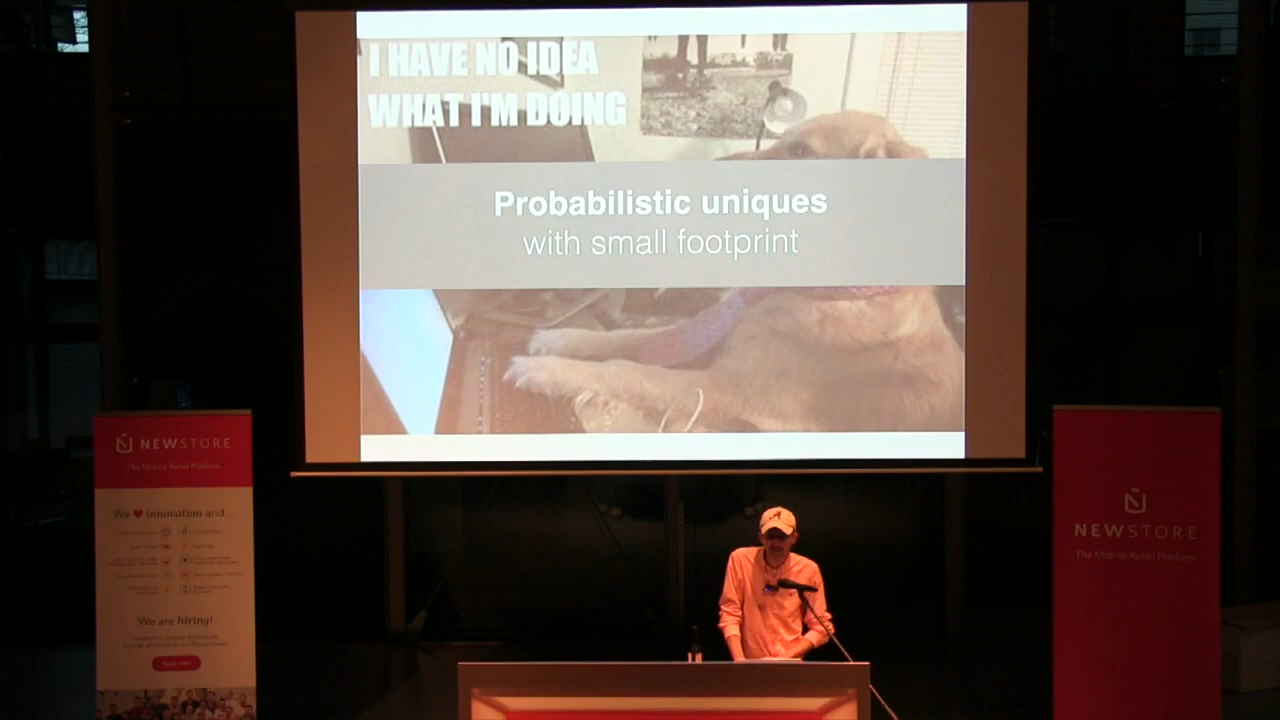 I HAVE NO IDEA
WHAT I'M DOING
Probabilistic uniques
with small footprint
NEWSTORE
The Mobile Retail Platform
We ❤ innovation and...
We are hiring!
NEWSTORE
The Mobile Retail Platform
A